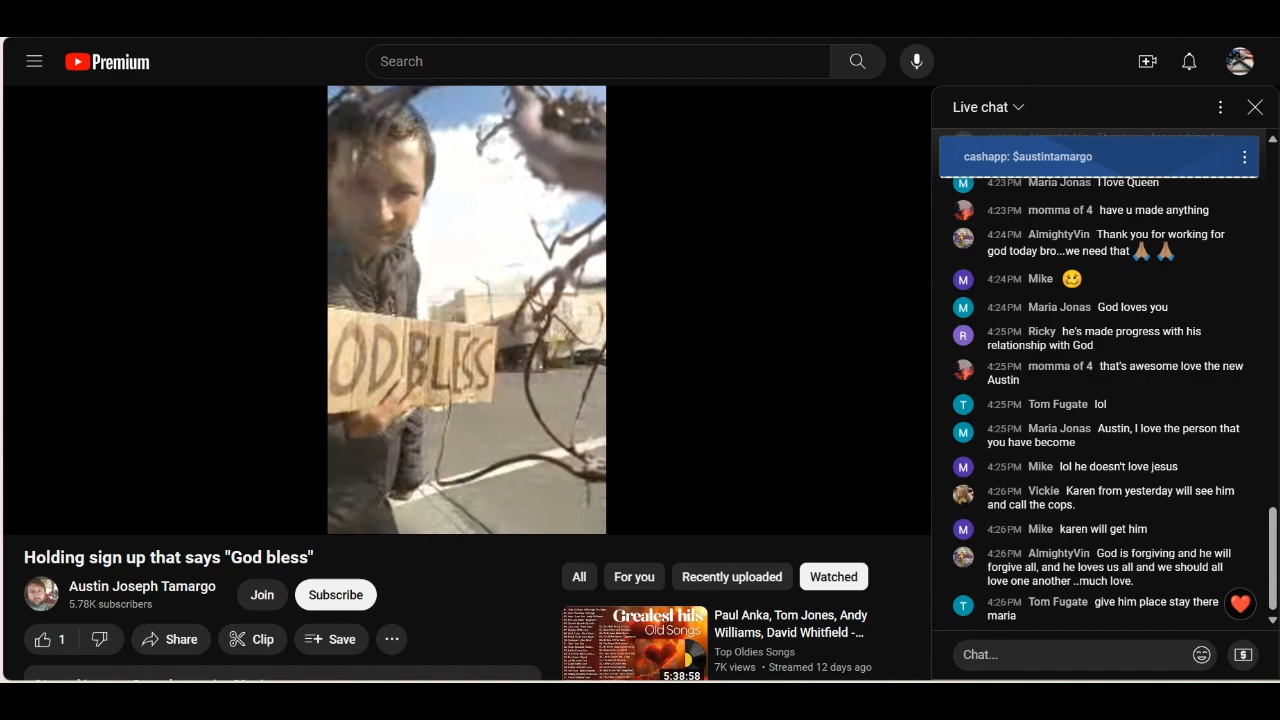 Premium
Search
OD BLESS
Holding sign up that says "God bless"
Austin Joseph Tamargo
5.78K subscribers
Join
Subscribe
1
Share
Clip
Save
All
For you
Recently uploaded
Watched
Greatest hits
Old Songs
5:38:58
Paul Anka, Tom Jones, Andy
Williams, David Whitfield -...
Top Oldies Songs
7K views • Streamed 12 days ago
Live chat
cashapp: $austintamargo
M 4:23 PM Maria Jonas I love Queen
4:23 PM momma of 4 have u made anything
4:24 PM AlmightyVin Thank you for working for
god today bro...we need that 🙏🏽 🙏🏽
M 4:24 PM Mike 🥴
M 4:24 PM Maria Jonas God loves you
R 4:25 PM Ricky he's made progress with his
relationship with God
4:25 PM momma of 4 that's awesome love the new
Austin
T 4:25 PM Tom Fugate lol
M 4:25 PM Maria Jonas Austin, I love the person that
you have become
M 4:25 PM Mike lol he doesn't love jesus
4:26 PM Vickie Karen from yesterday will see him
and call the cops.
M 4:26 PM Mike karen will get him
4:26 PM AlmightyVin God is forgiving and he will
forgive all, and he loves us all and we should all
love one another ..much love.
T 4:26 PM Tom Fugate give him place stay there
maria
Chat...